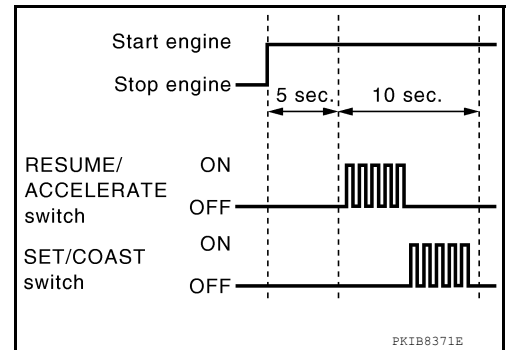 Start engine
Stop engine
5 sec.
10 sec.
RESUME/
ACCELERATE
switch
ON
OFF
SET/COAST
switch
ON
OFF
PKIB8371E